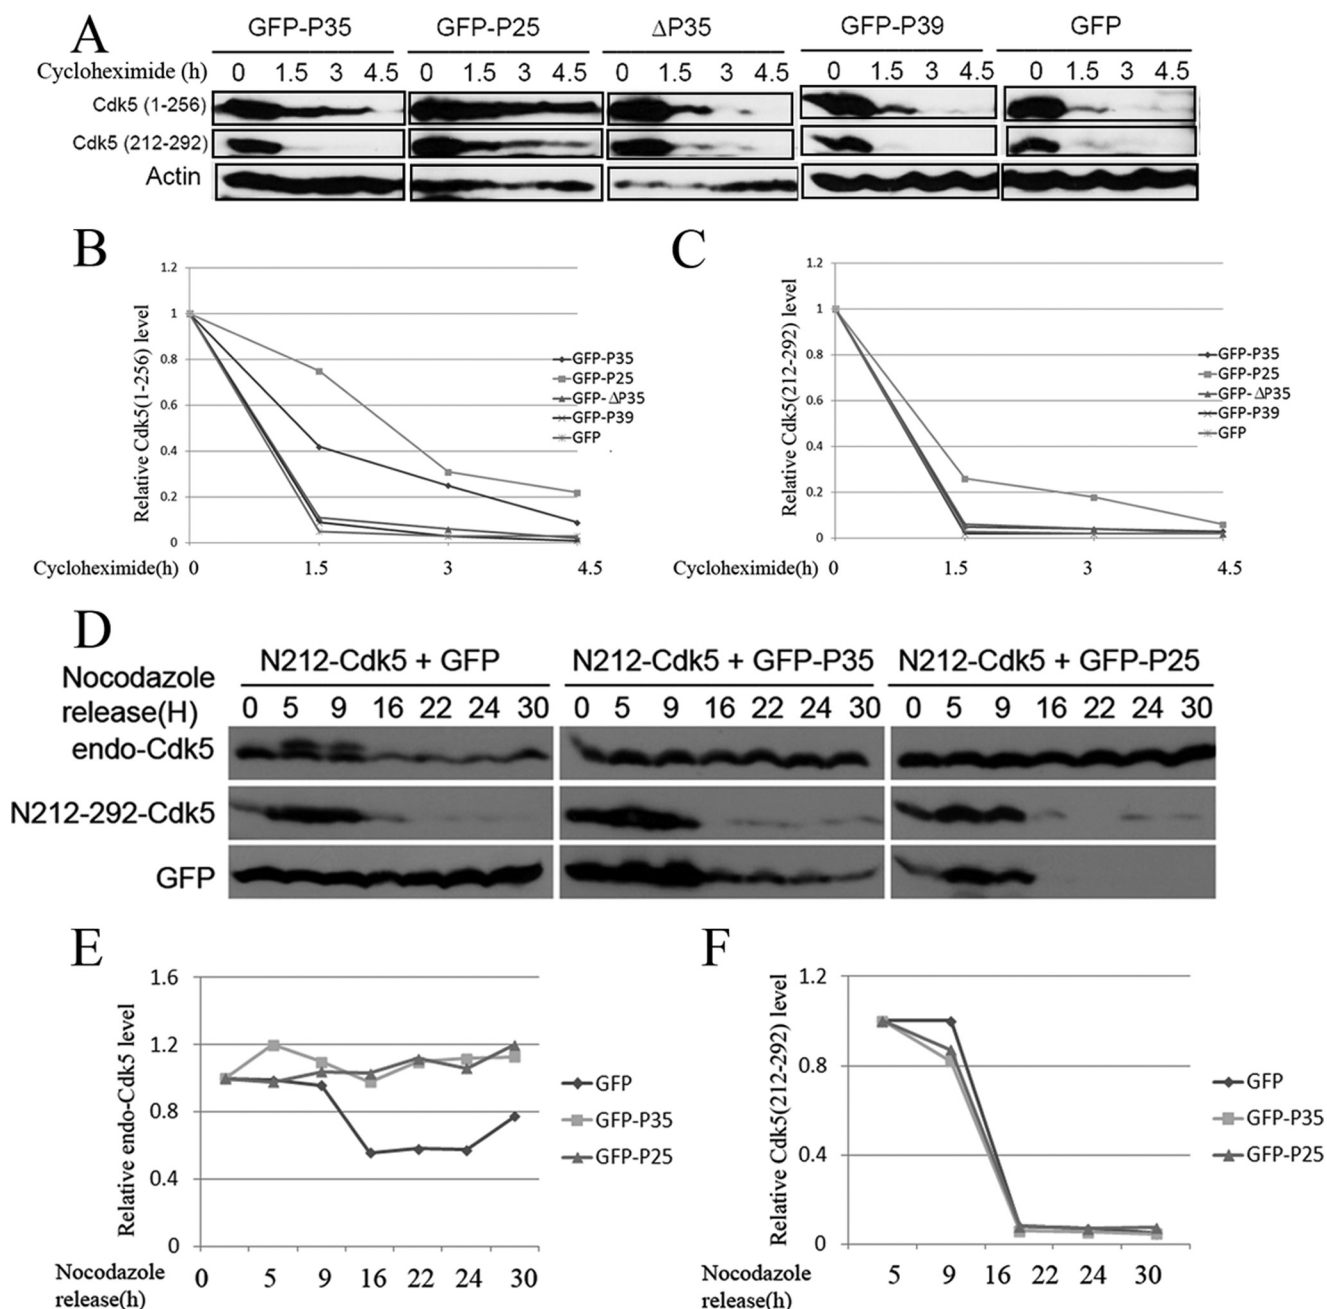 A
GFP-P35 GFP-P25 ΔP35 GFP-P39 GFP
Cycloheximide (h) 0 1.5 3 4.5 0 1.5 3 4.5 0 1.5 3 4.5 0 1.5 3 4.5 0 1.5 3 4.5
Cdk5 (1-256)
Cdk5 (212-292)
Actin
B
Relative Cdk5(1-256) level
1.2
1
0.8
0.6
0.4
0.2
0
GFP-P35
GFP-P25
GFP-ΔP35
GFP-P39
GFP
Cycloheximide(h) 0 1.5 3 4.5
C
Relative Cdk5(212-292) level
1.2
1
0.8
0.6
0.4
0.2
0
GFP-P35
GFP-P25
GFP-ΔP35
GFP-P39
GFP
Cycloheximide(h) 0 1.5 3 4.5
D
N212-Cdk5 + GFP N212-Cdk5 + GFP-P35 N212-Cdk5 + GFP-P25
Nocodazole
release(H) 0 5 9 16 22 24 30 0 5 9 16 22 24 30 0 5 9 16 22 24 30
endo-Cdk5
N212-292-Cdk5
GFP
E
Relative endo-Cdk5 level
1.6
1.2
0.8
0.4
0
GFP
GFP-P35
GFP-P25
Nocodazole
release(h) 0 5 9 16 22 24 30
F
Relative Cdk5(212-292) level
1.2
0.8
0.4
0
GFP
GFP-P35
GFP-P25
Nocodazole
release(h) 5 9 16 22 24 30